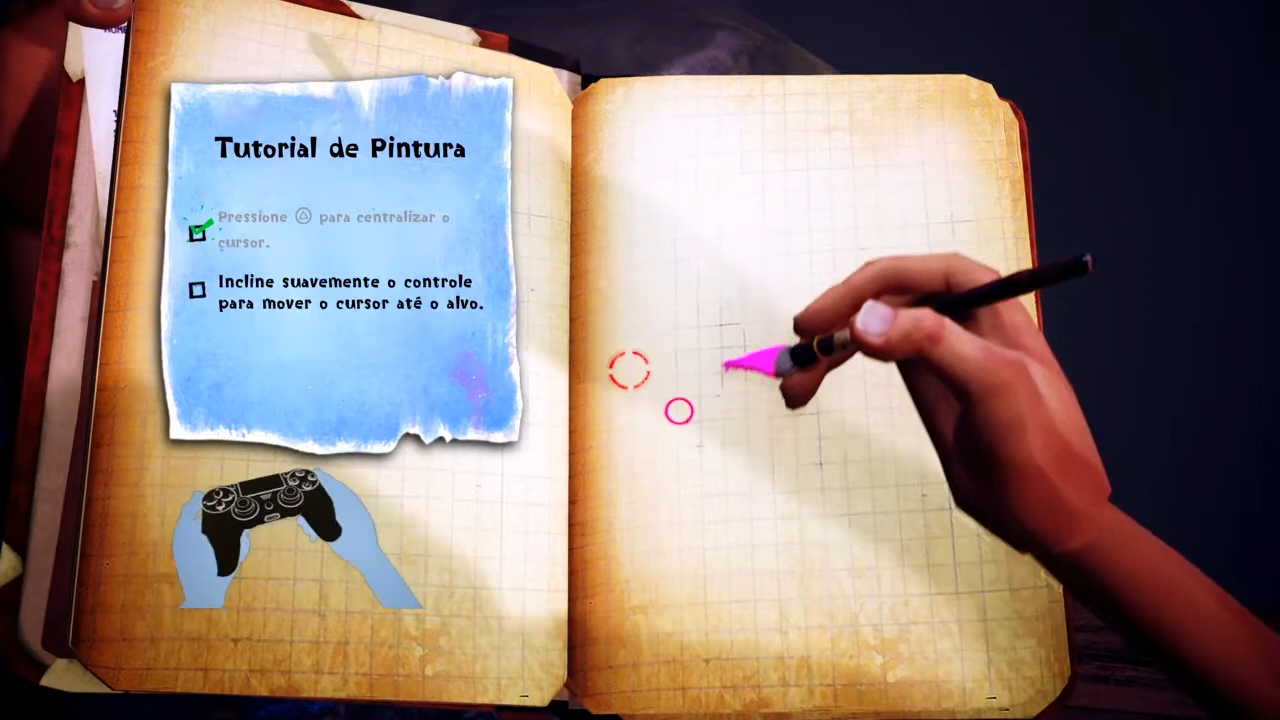 Tutorial de Pintura
Pressione △ para centralizar o
cursor.
Incline suavemente o controle
para mover o cursor até o alvo.